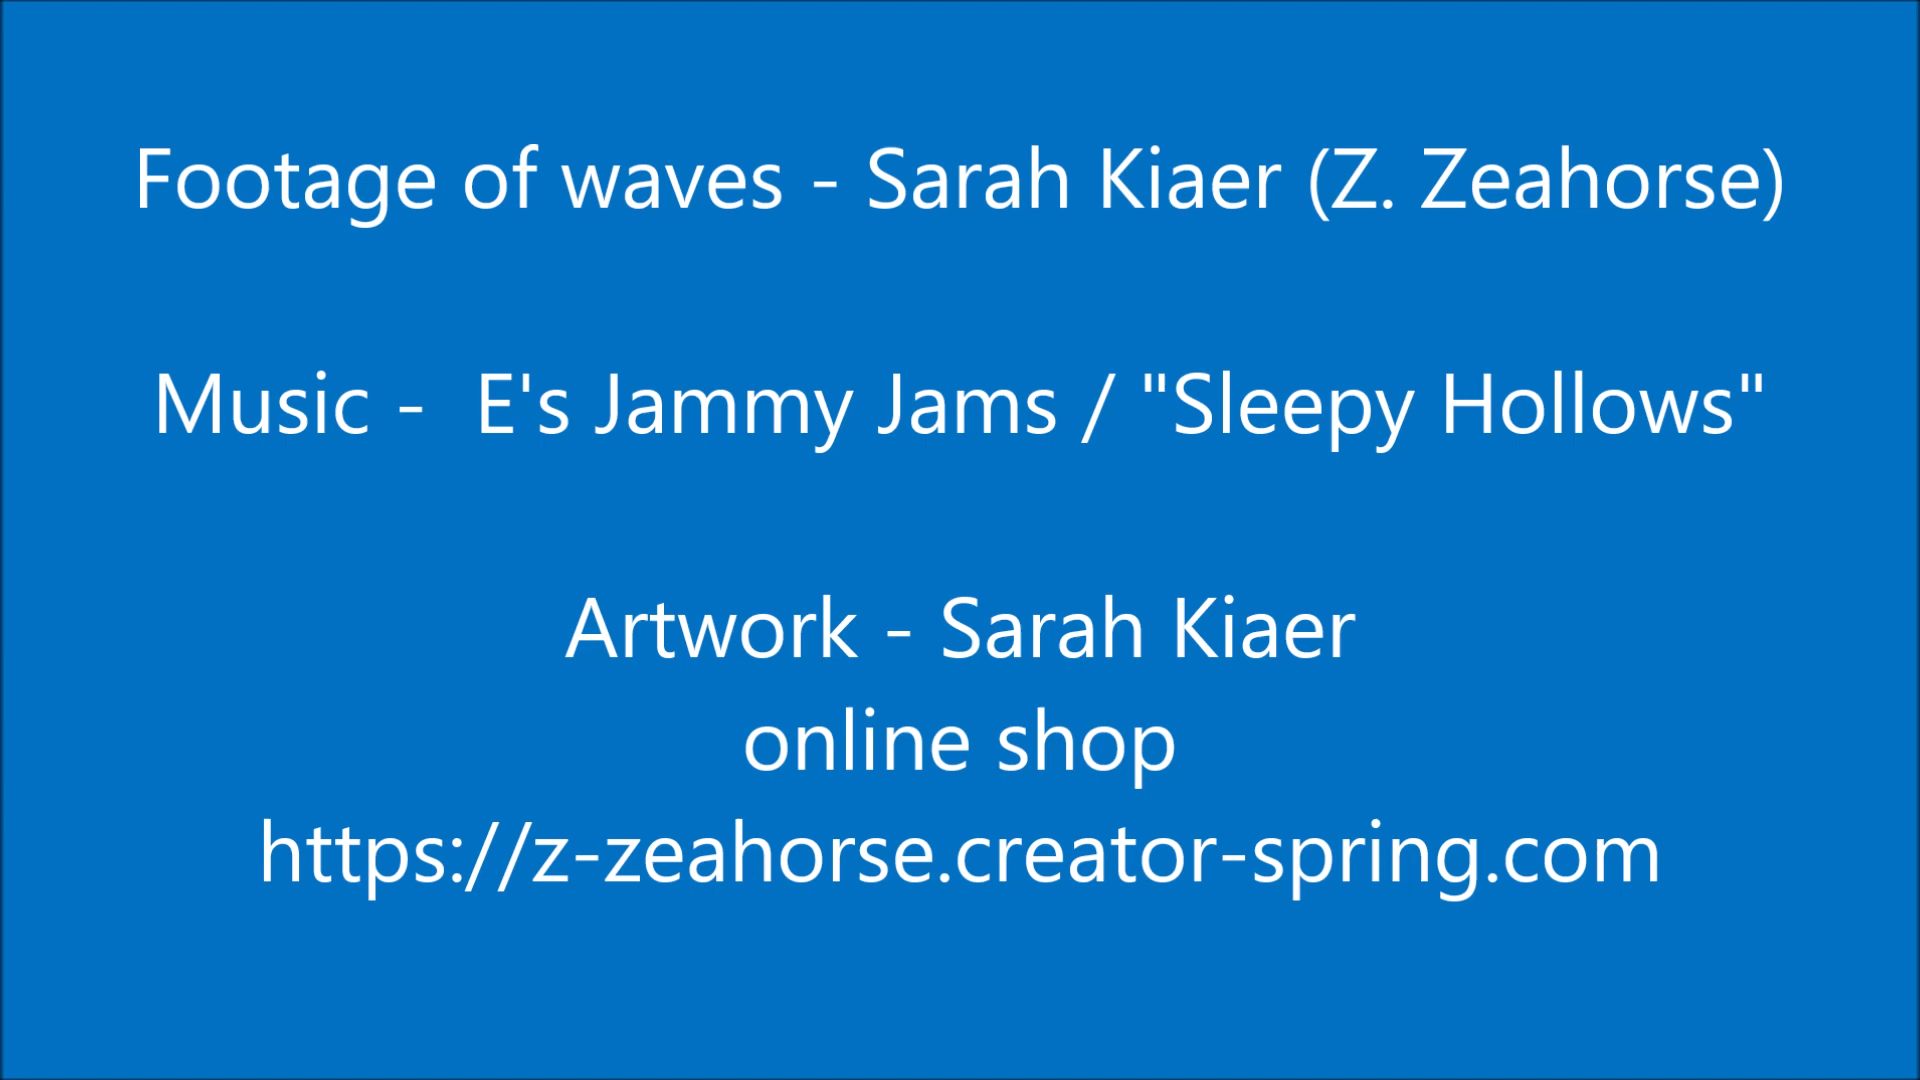 Footage of waves - Sarah Kiaer (Z. Zeahorse)
Music -  E's Jammy Jams / "Sleepy Hollows"
Artwork - Sarah Kiaer
online shop
https://z-zeahorse.creator-spring.com